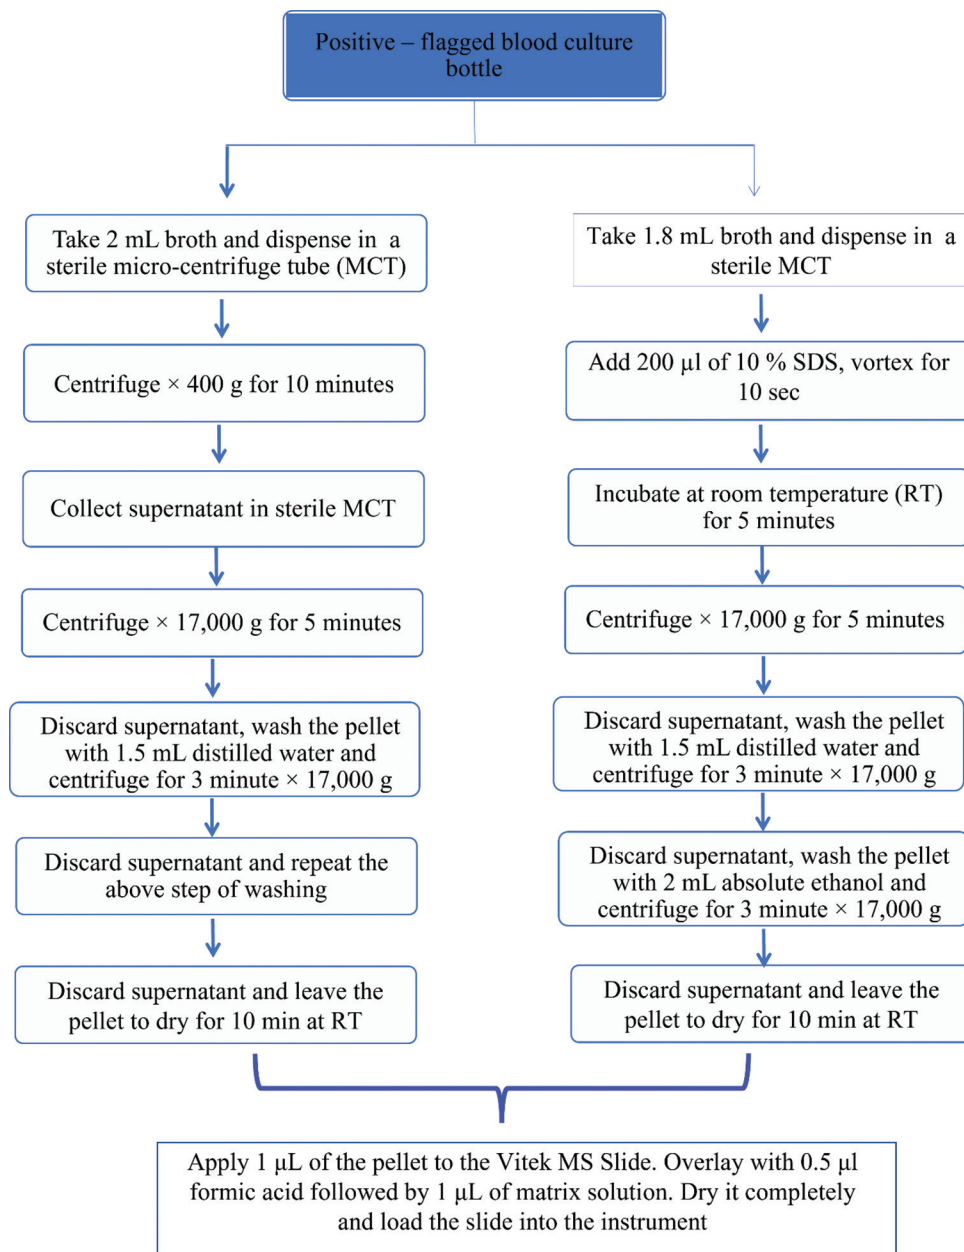 Positive – flagged blood culture
bottle
Take 2 mL broth and dispense in a
sterile micro-centrifuge tube (MCT)
Centrifuge × 400 g for 10 minutes
Collect supernatant in sterile MCT
Centrifuge × 17,000 g for 5 minutes
Discard supernatant, wash the pellet
with 1.5 mL distilled water and
centrifuge for 3 minute × 17,000 g
Discard supernatant and repeat the
above step of washing
Discard supernatant and leave the
pellet to dry for 10 min at RT
Take 1.8 mL broth and dispense in a
sterile MCT
Add 200 µl of 10 % SDS, vortex for
10 sec
Incubate at room temperature (RT)
for 5 minutes
Centrifuge × 17,000 g for 5 minutes
Discard supernatant, wash the pellet
with 1.5 mL distilled water and
centrifuge for 3 minute × 17,000 g
Discard supernatant, wash the pellet
with 2 mL absolute ethanol and
centrifuge for 3 minute × 17,000 g
Discard supernatant and leave the
pellet to dry for 10 min at RT
Apply 1 µL of the pellet to the Vitek MS Slide. Overlay with 0.5 µl
formic acid followed by 1 µL of matrix solution. Dry it completely
and load the slide into the instrument